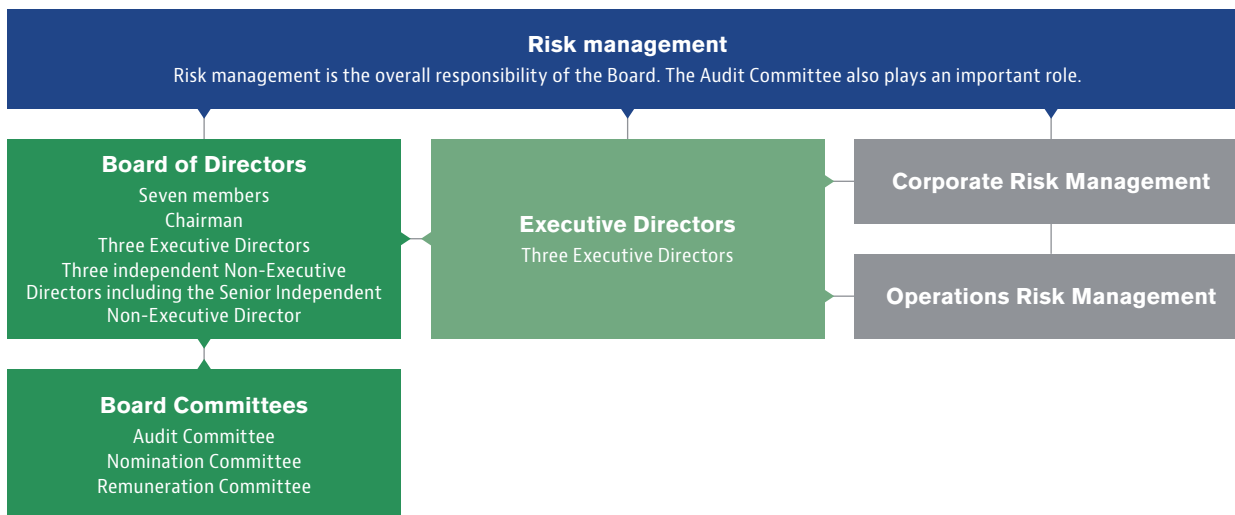 Risk management
Risk management is the overall responsibility of the Board. The Audit Committee also plays an important role.
Board of Directors
Seven members
Chairman
Three Executive Directors
Three independent Non-Executive
Directors including the Senior Independent
Non-Executive Director
Executive Directors
Three Executive Directors
Corporate Risk Management
Operations Risk Management
Board Committees
Audit Committee
Nomination Committee
Remuneration Committee